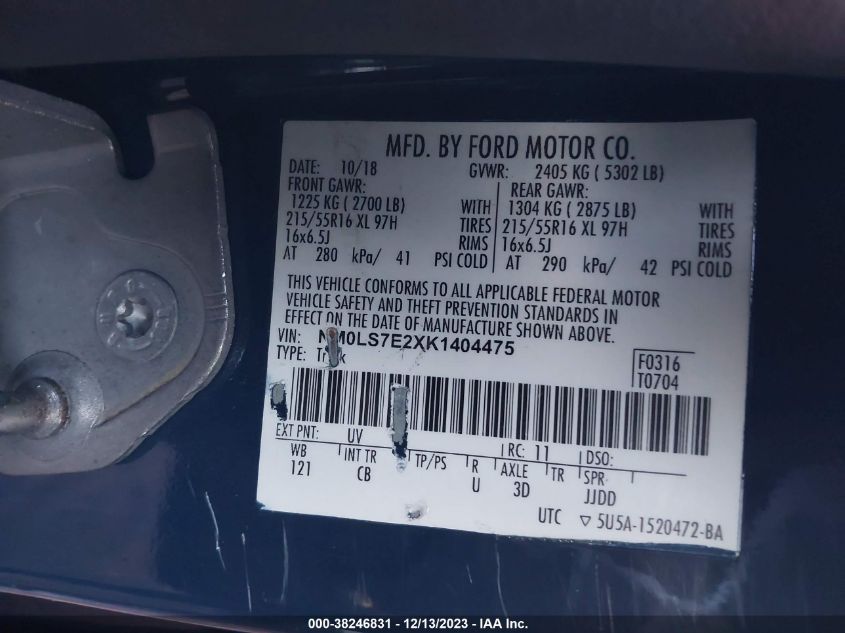 MFD. BY FORD MOTOR CO.
DATE: 10/18 GVWR: 2405 KG ( 5302 LB)
FRONT GAWR: REAR GAWR:
1225 KG ( 2700 LB) WITH 1304 KG ( 2875 LB) WITH
215/55R16 XL 97H TIRES 215/55R16 XL 97H TIRES
16x6.5J RIMS 16x6.5J RIMS
AT 280 kPa/ 41 PSI COLD AT 290 kPa/ 42 PSI COLD
THIS VEHICLE CONFORMS TO ALL APPLICABLE FEDERAL MOTOR
VEHICLE SAFETY AND THEFT PREVENTION STANDARDS IN
EFFECT ON THE DATE OF MANUFACTURE SHOWN ABOVE.
VIN: NM0LS7E2XK1404475
TYPE: F0316
T0704
EXT PNT: UV RC: 11 DSO:
WB INT TR TP/PS R AXLE TR SPR
121 CB U 3D JJDD
UTC ▽ 5U5A-1520472-BA
000-38246831 - 12/13/2023 - IAA Inc.